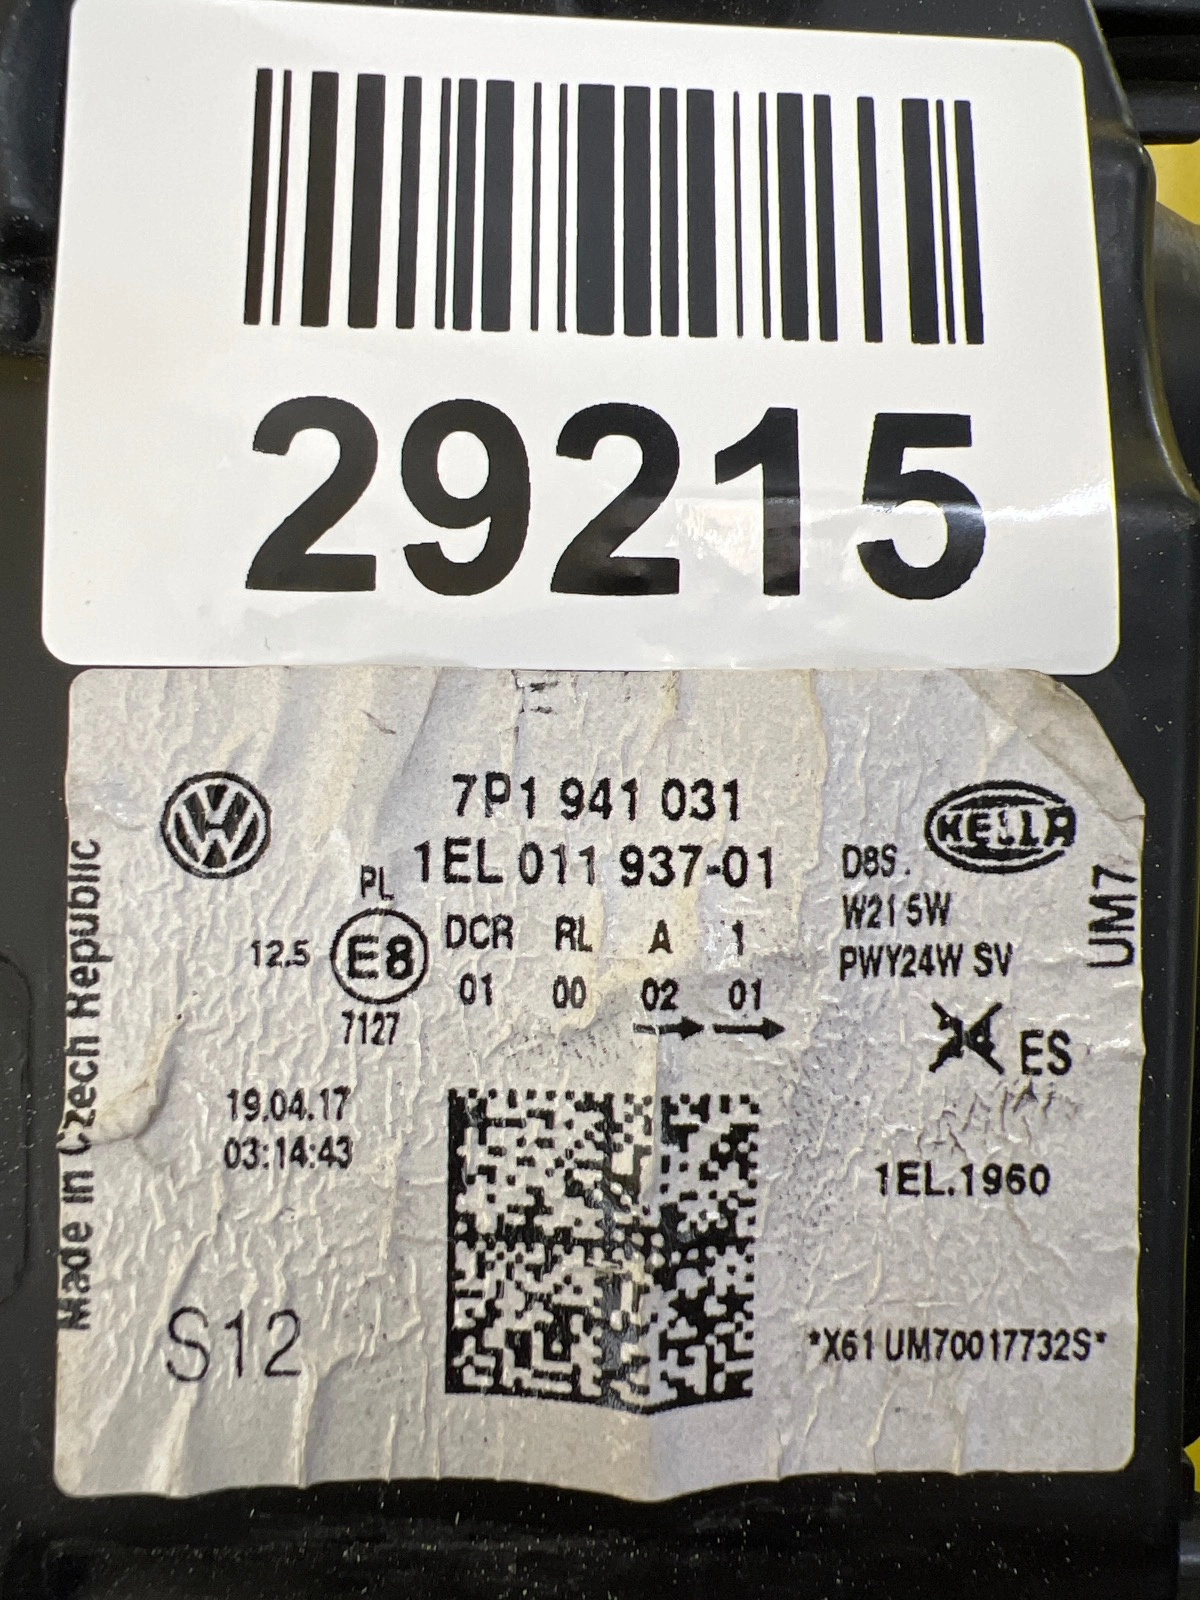 29215
7P1 941 031
1EL 011 937-01
HELLA
PL
12.5
E8
7127
DCR RL A 1
01 00 02 01
D8S.
W21 5W
PWY24W SV
UM7
ES
19.04.17
03:14:43
1EL.1960
S12
*X61 UM70017732S*
Made in Czech Republic